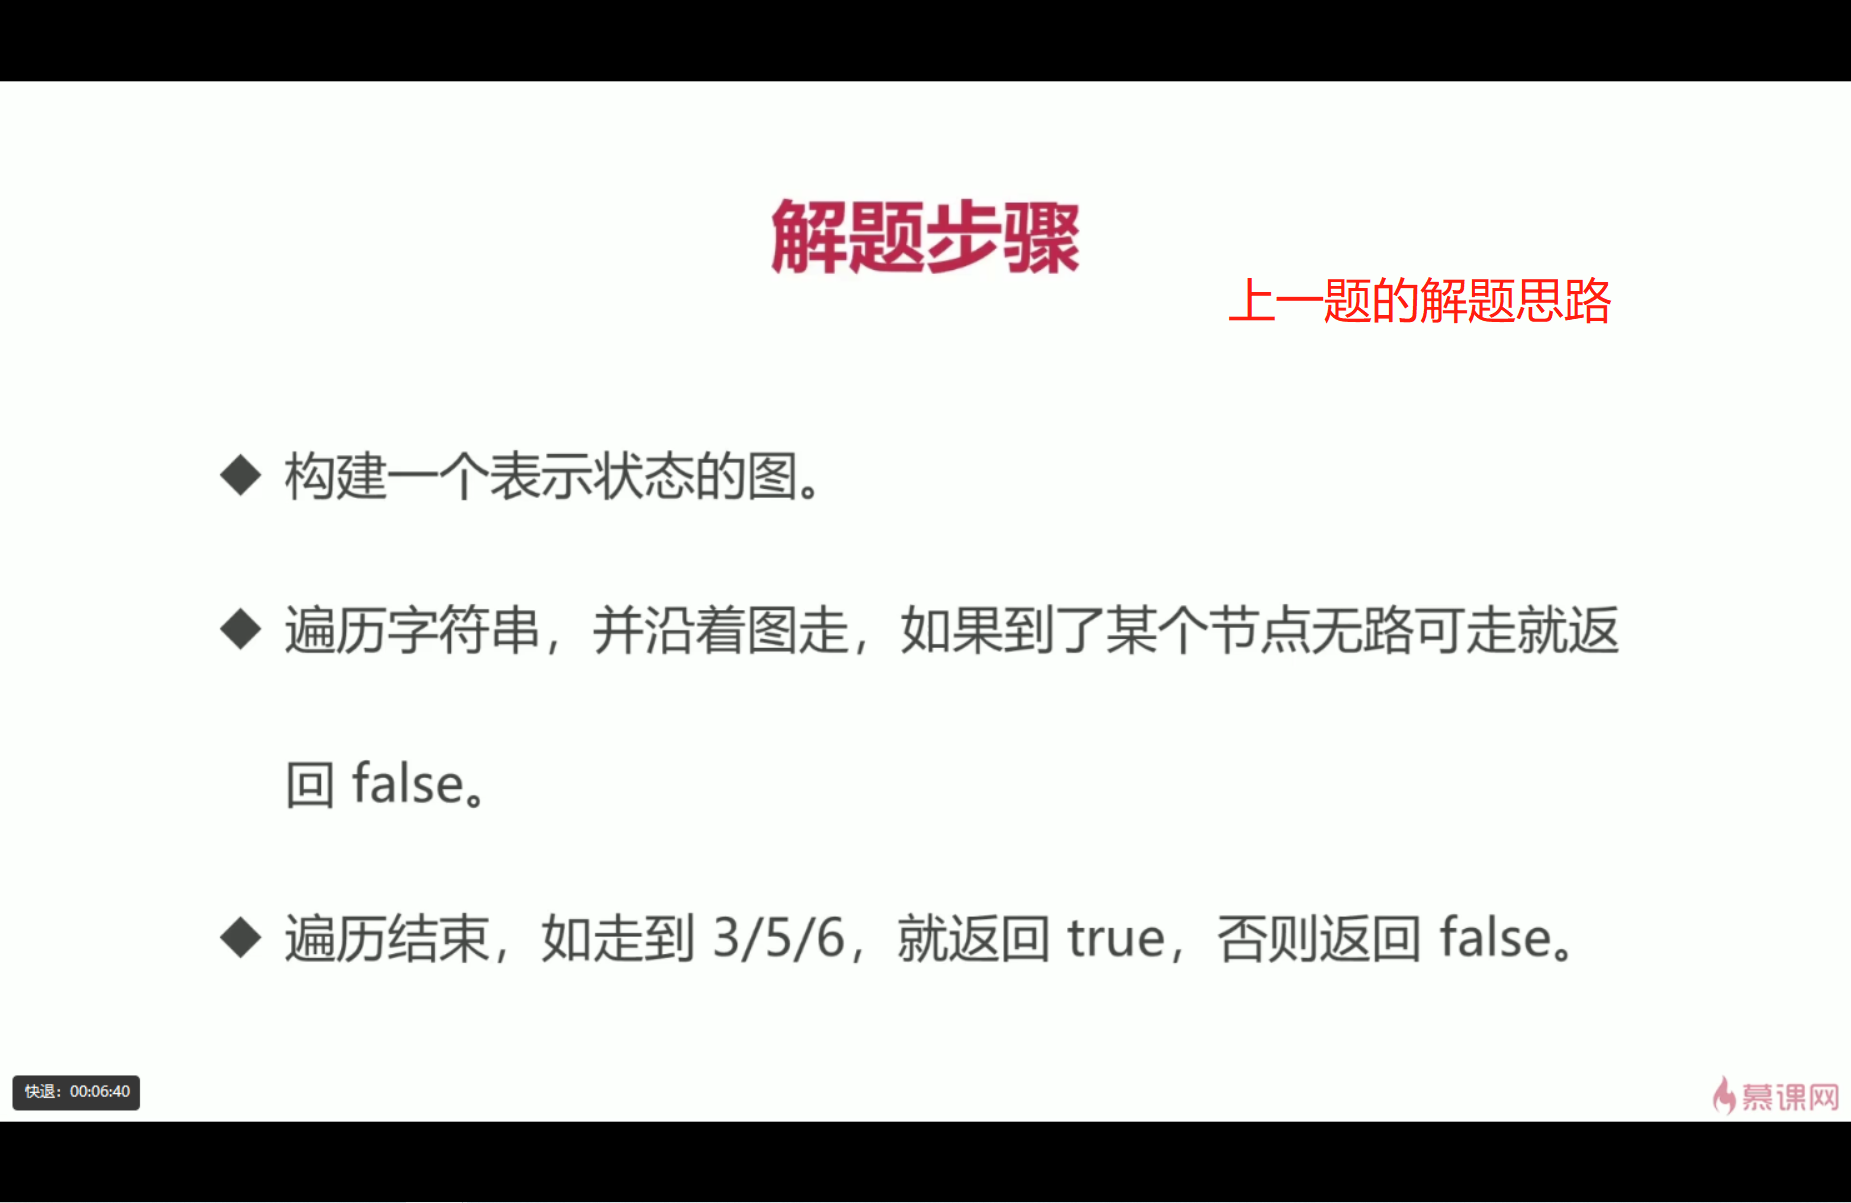 解题步骤
上一题的解题思路
◆ 构建一个表示状态的图。
◆ 遍历字符串，并沿着图走，如果到了某个节点无路可走就返
回 false。
◆ 遍历结束，如走到 3/5/6，就返回 true，否则返回 false。
快退：00:06:40
慕课网